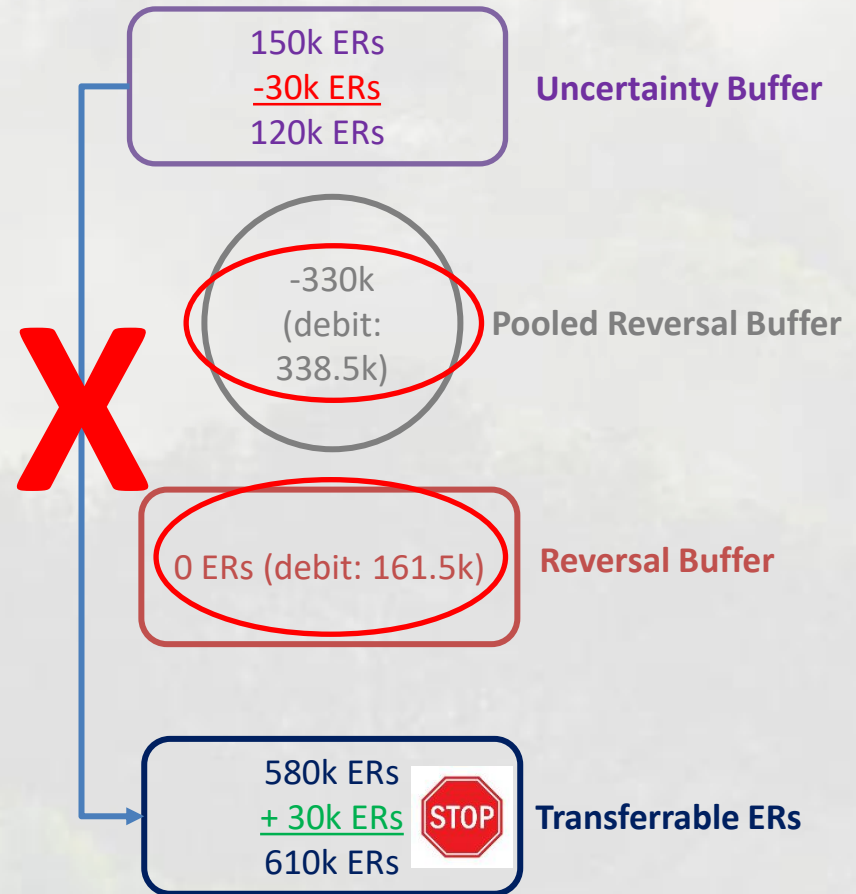 150k ERs
-30k ERs
120k ERs
Uncertainty Buffer
-330k
(debit:
338.5k)
Pooled Reversal Buffer
X
0 ERs (debit: 161.5k)
Reversal Buffer
580k ERs
+ 30k ERs
610k ERs
STOP
Transferrable ERs